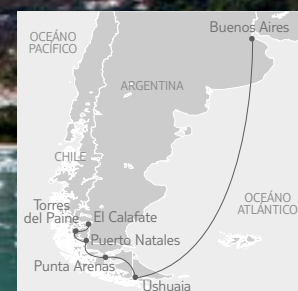 Buenos Aires
OCEÁNO
PACÍFICO
ARGENTINA
CHILE
OCEÁNO
ATLÁNTICO
Torres
del Paine
El Calafate
Puerto Natales
Punta Arenas
Ushuaia